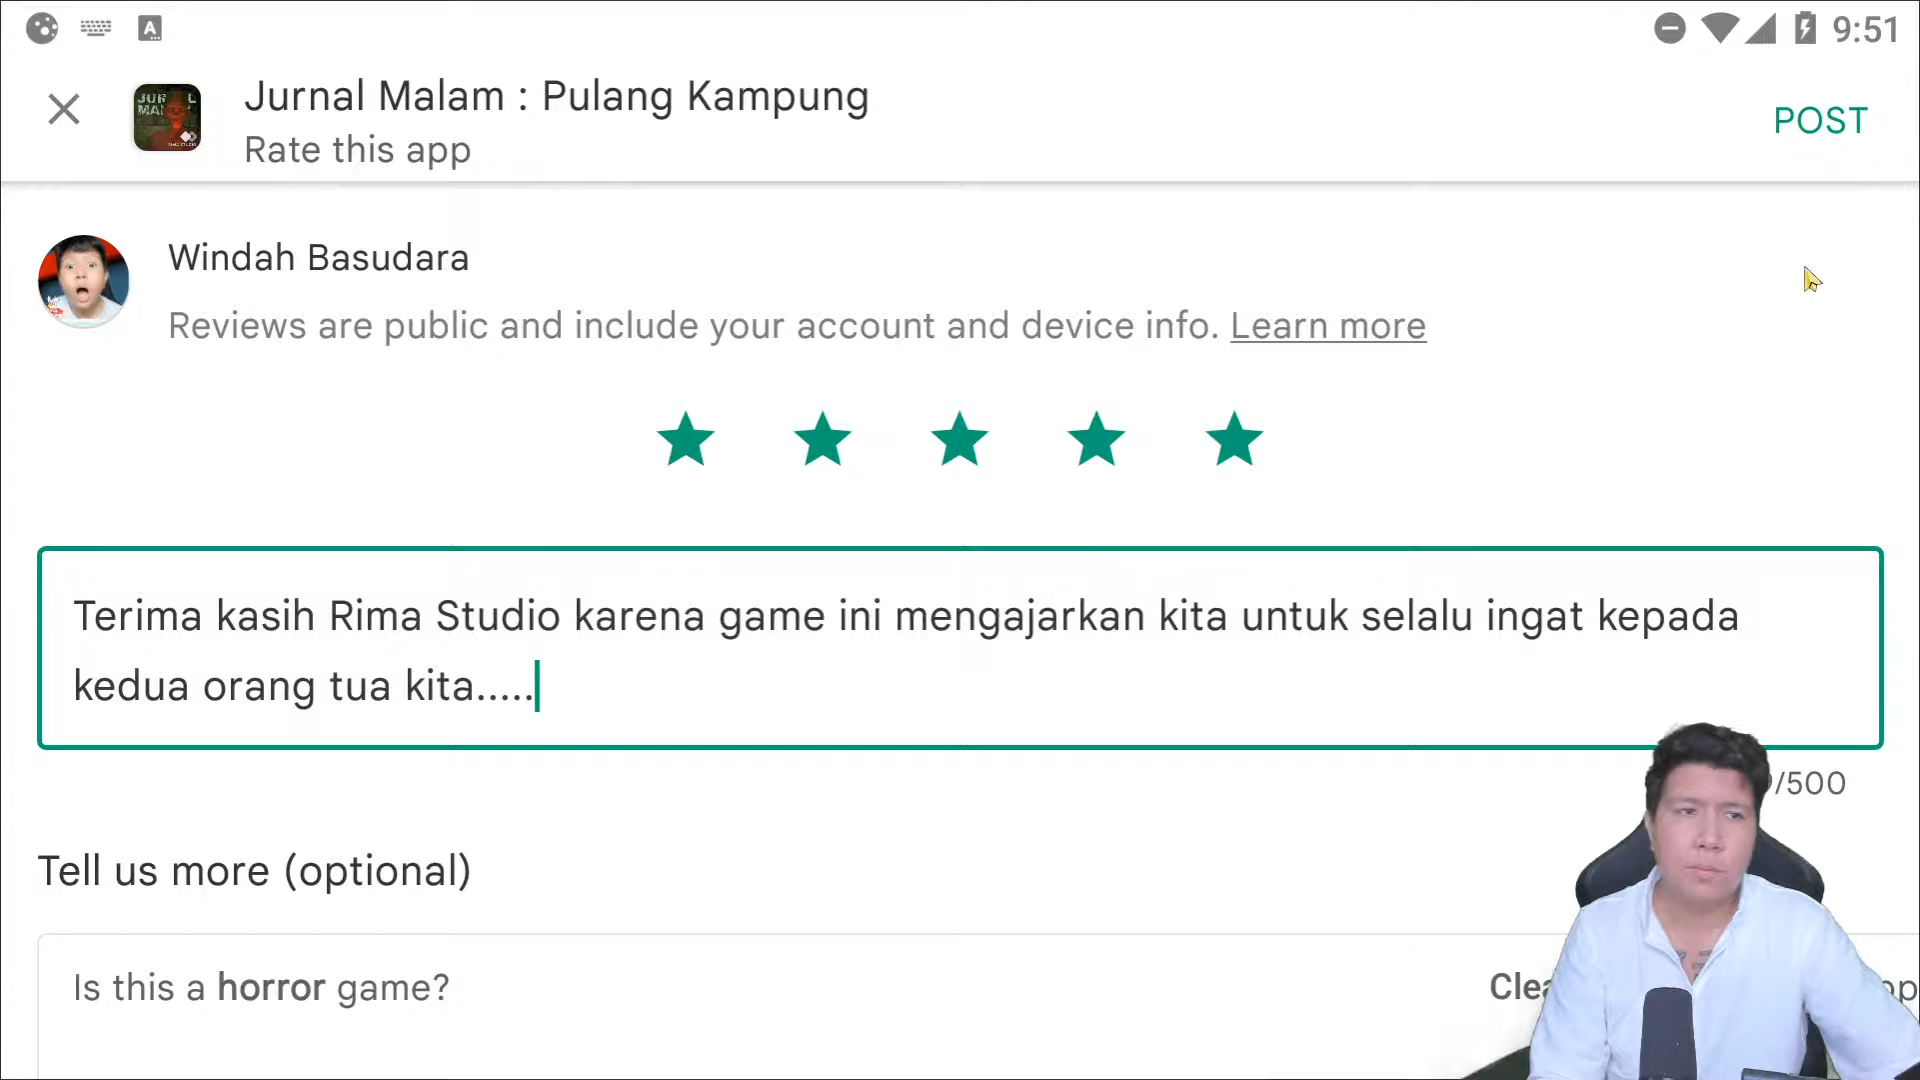 9:51
Jurnal Malam : Pulang Kampung
POST
Rate this app
Windah Basudara
Reviews are public and include your account and device info. Learn more
Terima kasih Rima Studio karena game ini mengajarkan kita untuk selalu ingat kepada
kedua orang tua kita.....
/500
Tell us more (optional)
Is this a horror game?